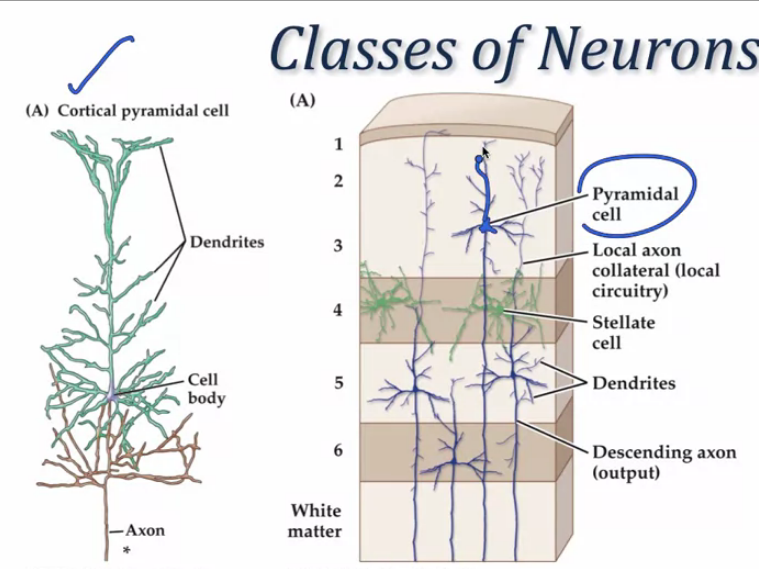 Classes of Neurons
(A) Cortical pyramidal cell
Dendrites
Cell
body
Axon
*
(A)
1
2
3
4
5
6
White
matter
Pyramidal
cell
Local axon
collateral (local
circuitry)
Stellate
cell
Dendrites
Descending axon
(output)